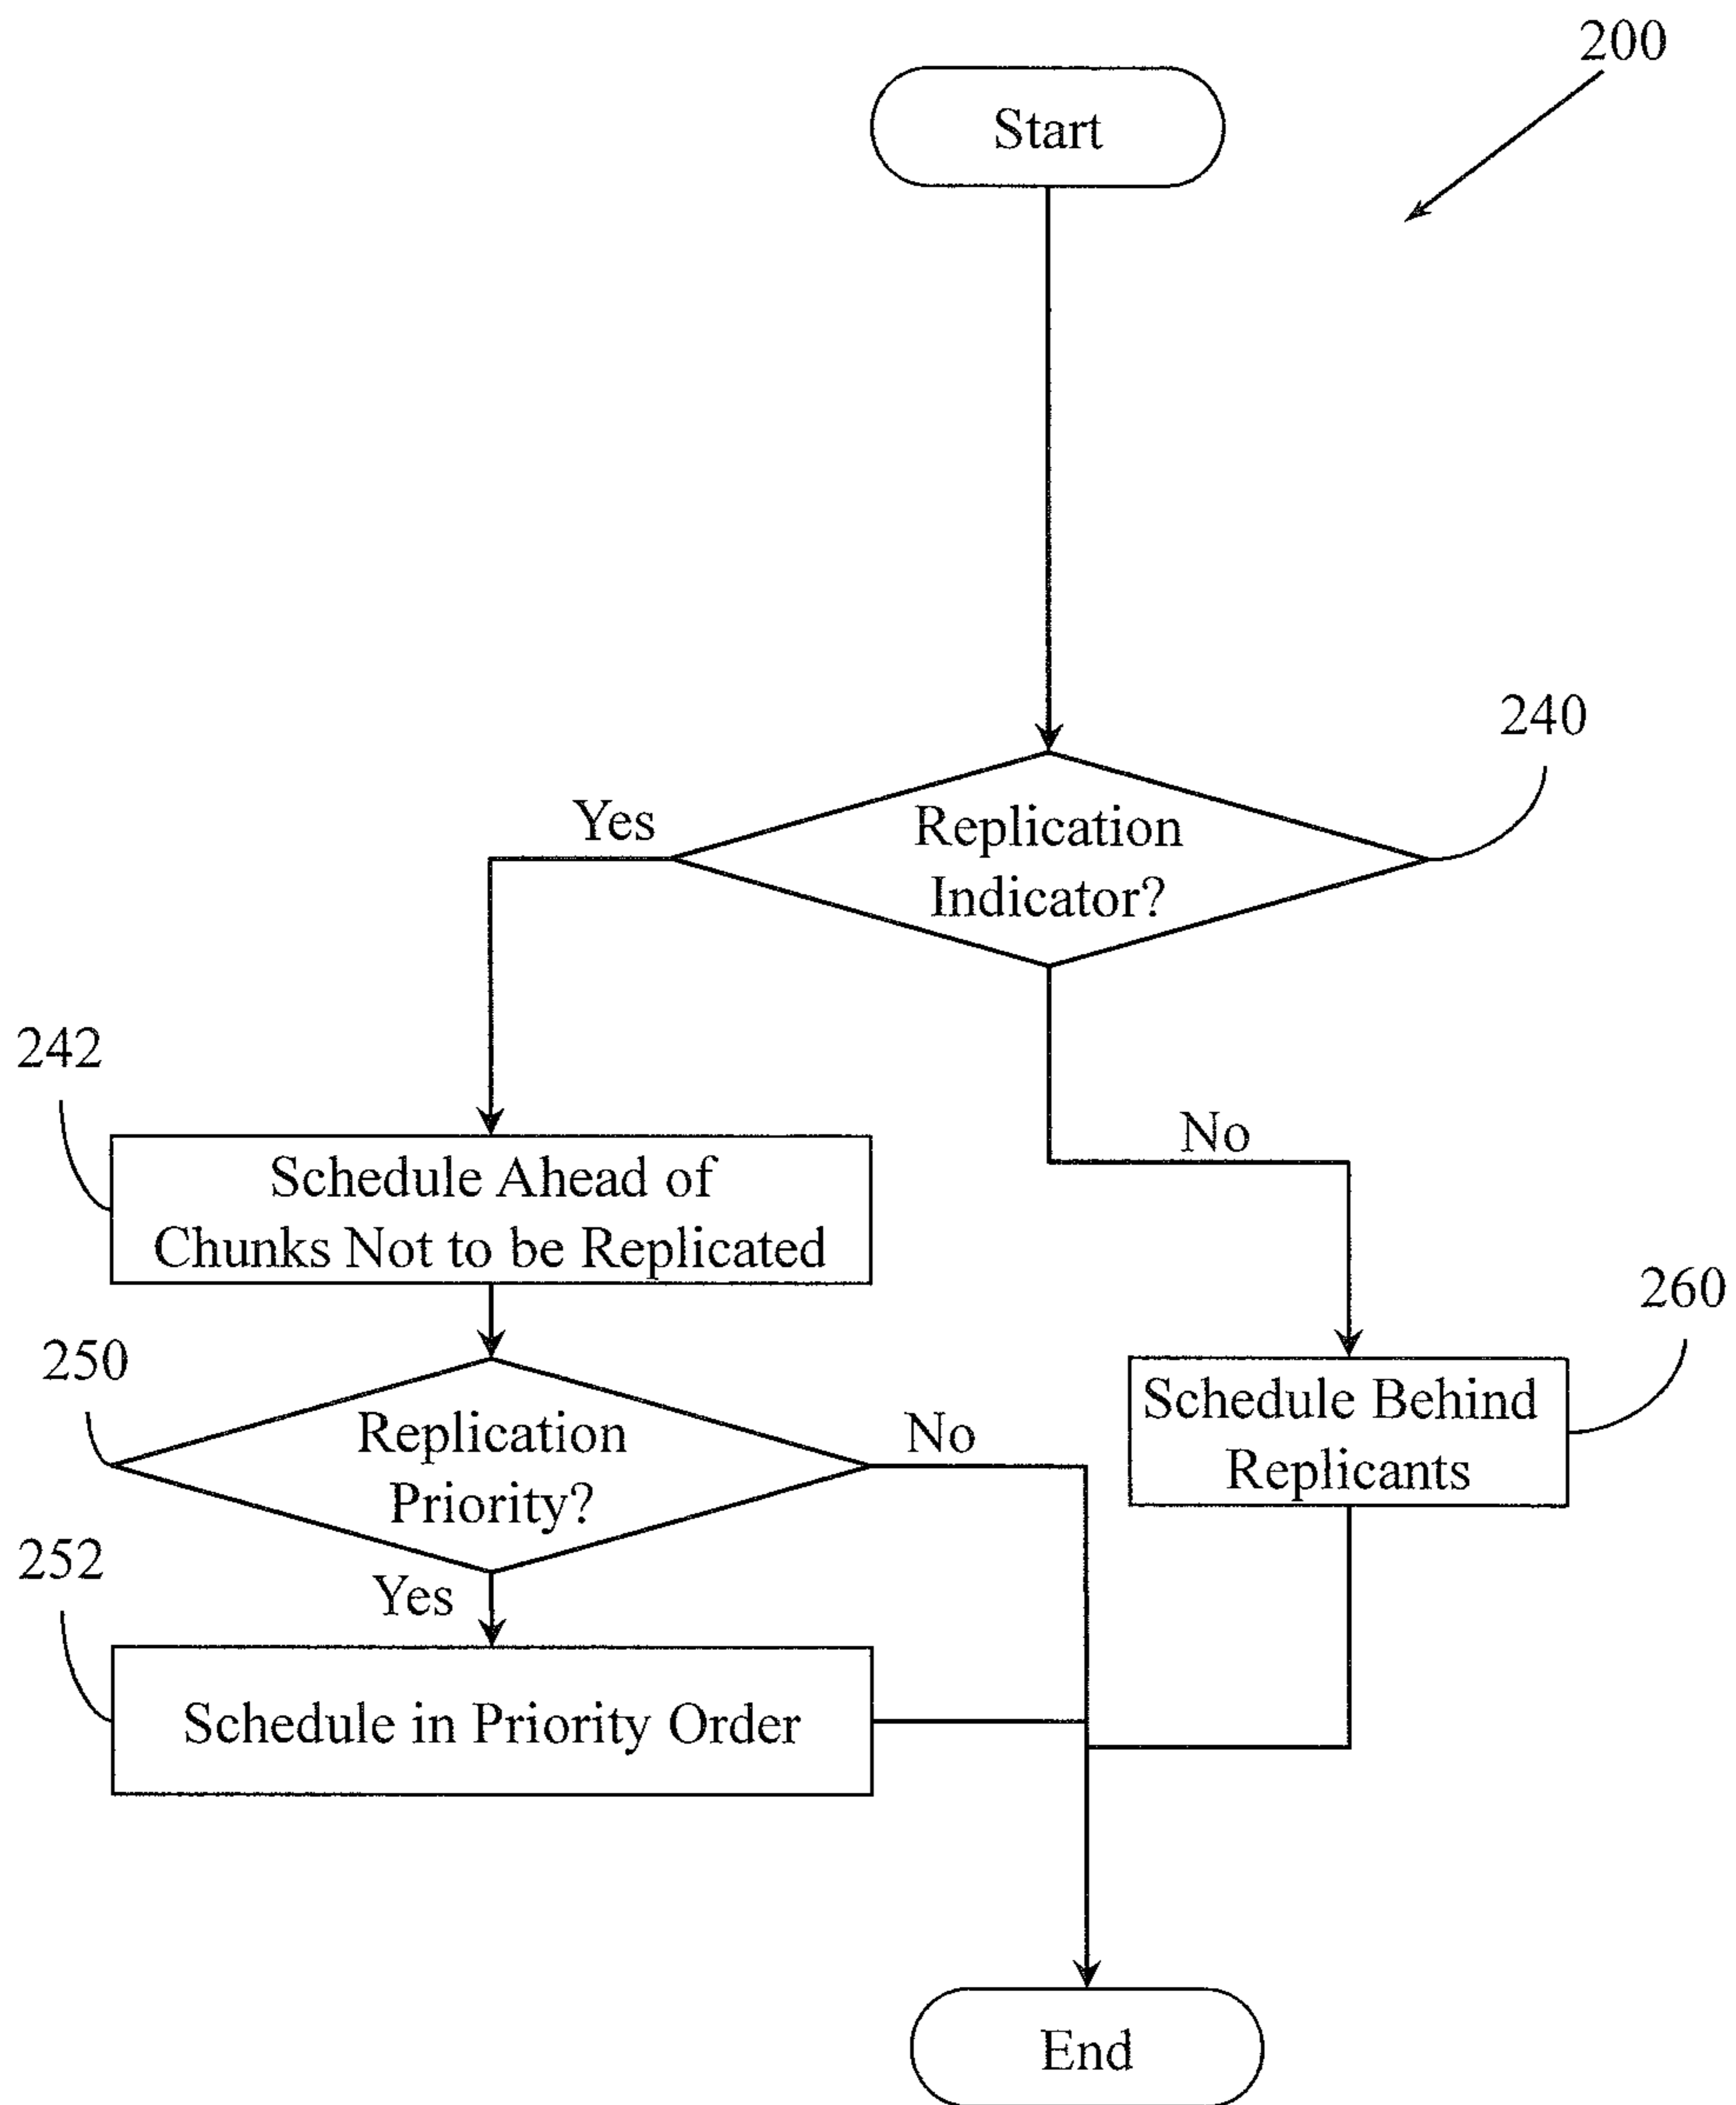 200
Start
240
Yes
Replication
Indicator?
242
No
Schedule Ahead of
Chunks Not to be Replicated
260
250
Schedule Behind
Replicants
Replication
Priority?
No
252
Yes
Schedule in Priority Order
End